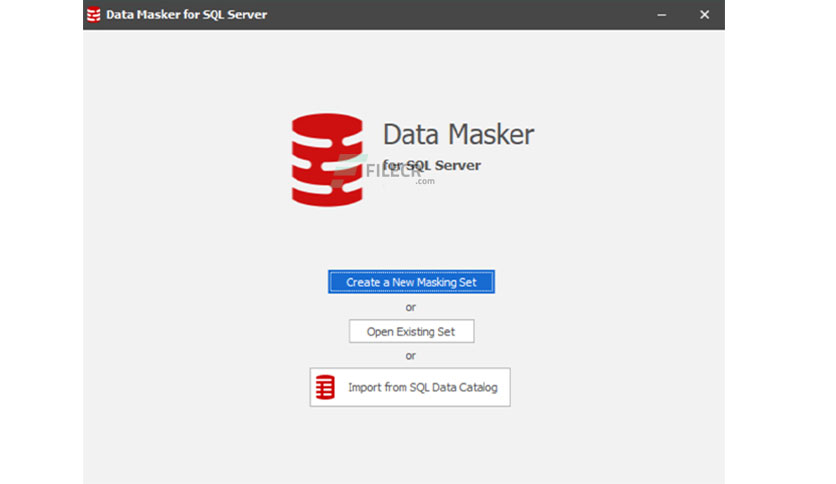 Data Masker for SQL Server
Data Masker
for SQL Server
FILECR
.com
Create a New Masking Set
or
Open Existing Set
or
Import from SQL Data Catalog